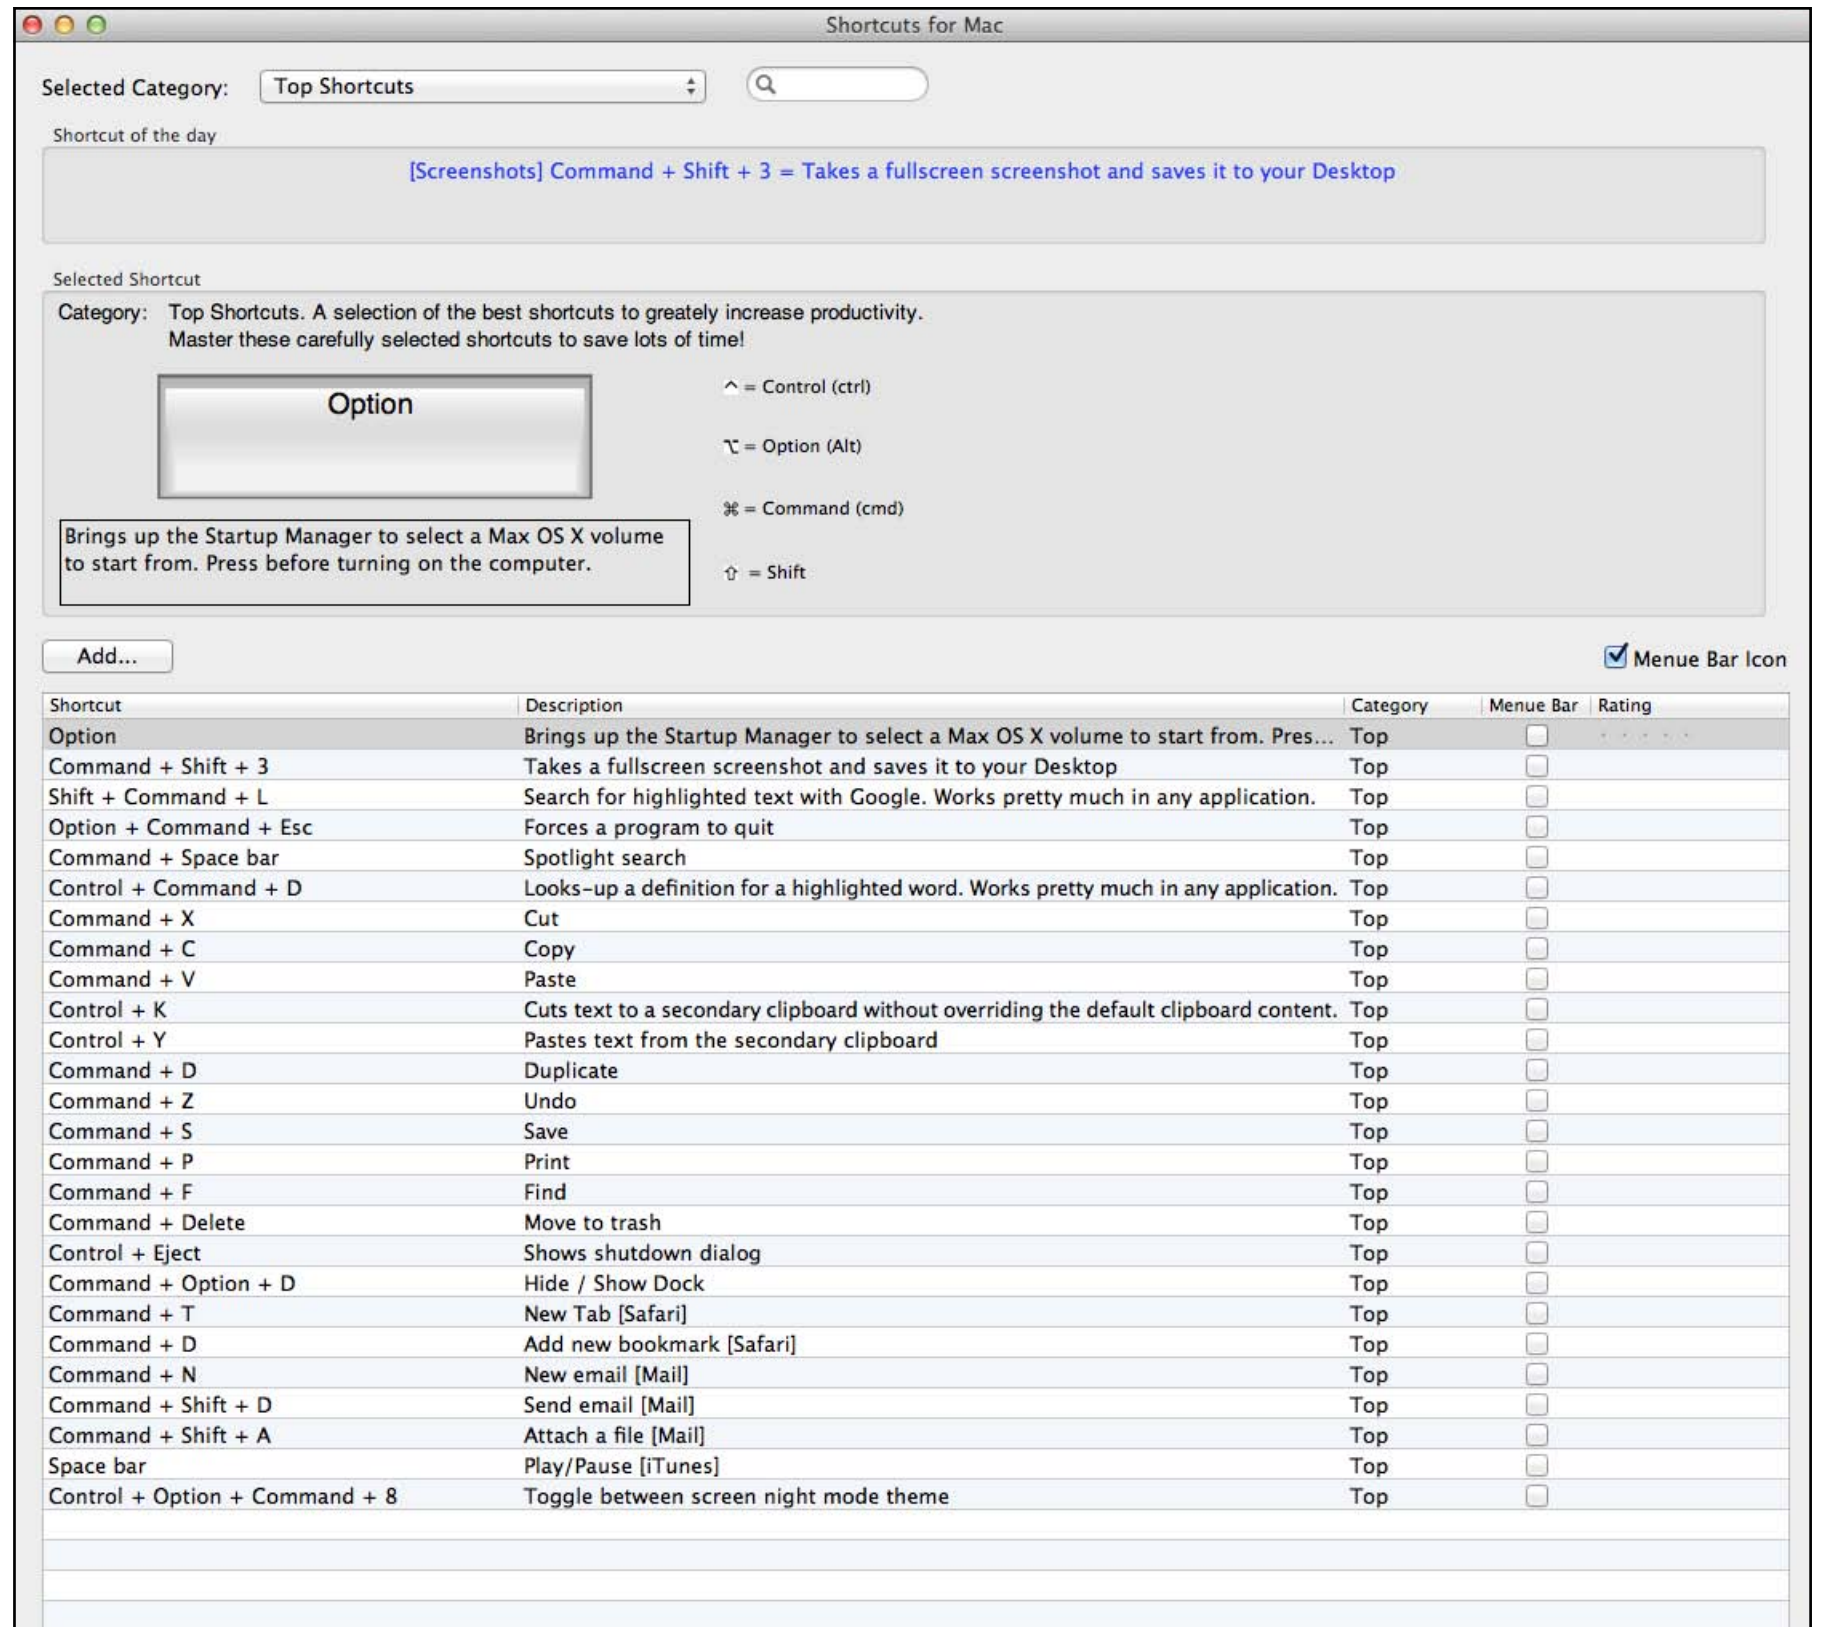 Shortcuts for Mac
Selected Category: Top Shortcuts
Shortcut of the day
[Screenshots] Command + Shift + 3 = Takes a fullscreen screenshot and saves it to your Desktop
Selected Shortcut
Category: Top Shortcuts. A selection of the best shortcuts to greately increase productivity.
Master these carefully selected shortcuts to save lots of time!
Option
^ = Control (ctrl)
⌥ = Option (Alt)
⌘ = Command (cmd)
⇧ = Shift
Brings up the Startup Manager to select a Max OS X volume
to start from. Press before turning on the computer.
Add...
Menue Bar Icon
Shortcut Description Category Menue Bar Rating
Option Brings up the Startup Manager to select a Max OS X volume to start from. Pres... Top
Command + Shift + 3 Takes a fullscreen screenshot and saves it to your Desktop Top
Shift + Command + L Search for highlighted text with Google. Works pretty much in any application. Top
Option + Command + Esc Forces a program to quit Top
Command + Space bar Spotlight search Top
Control + Command + D Looks-up a definition for a highlighted word. Works pretty much in any application. Top
Command + X Cut Top
Command + C Copy Top
Command + V Paste Top
Control + K Cuts text to a secondary clipboard without overriding the default clipboard content. Top
Control + Y Pastes text from the secondary clipboard Top
Command + D Duplicate Top
Command + Z Undo Top
Command + S Save Top
Command + P Print Top
Command + F Find Top
Command + Delete Move to trash Top
Control + Eject Shows shutdown dialog Top
Command + Option + D Hide / Show Dock Top
Command + T New Tab [Safari] Top
Command + D Add new bookmark [Safari] Top
Command + N New email [Mail] Top
Command + Shift + D Send email [Mail] Top
Command + Shift + A Attach a file [Mail] Top
Space bar Play/Pause [iTunes] Top
Control + Option + Command + 8 Toggle between screen night mode theme Top